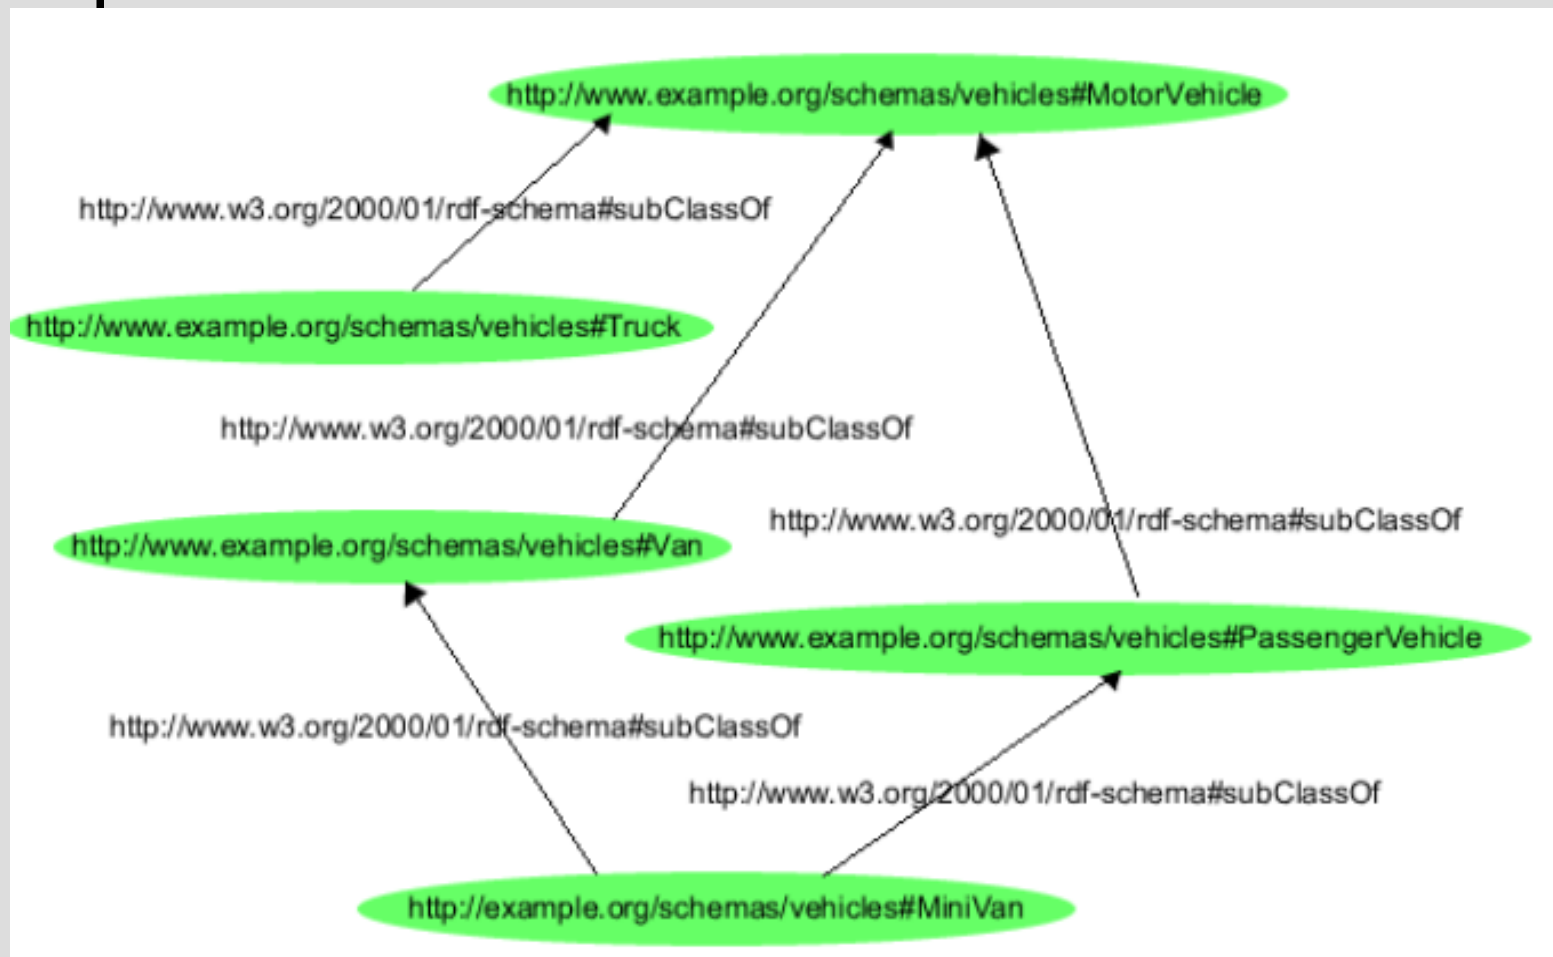 http://www.example.org/schemas/vehicles#MotorVehicle
http://www.w3.org/2000/01/rdf-schema#subClassOf
http://www.example.org/schemas/vehicles#Truck
http://www.w3.org/2000/01/rdf-schema#subClassOf
http://www.w3.org/2000/01/rdf-schema#subClassOf
http://www.example.org/schemas/vehicles#Van
http://www.example.org/schemas/vehicles#PassengerVehicle
http://www.w3.org/2000/01/rdf-schema#subClassOf
http://www.w3.org/2000/01/rdf-schema#subClassOf
http://example.org/schemas/vehicles#MiniVan